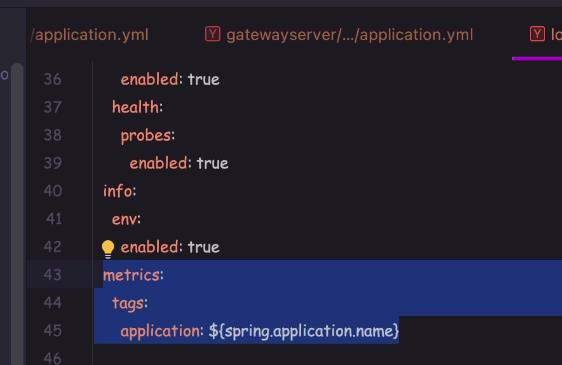 /application.yml
gatewayserver/.../application.yml
lo
o
36 enabled: true
37 health:
38 probes:
39 enabled: true
40 info:
41 env:
42 enabled: true
43 metrics:
44 tags:
45 application: ${spring.application.name}
46